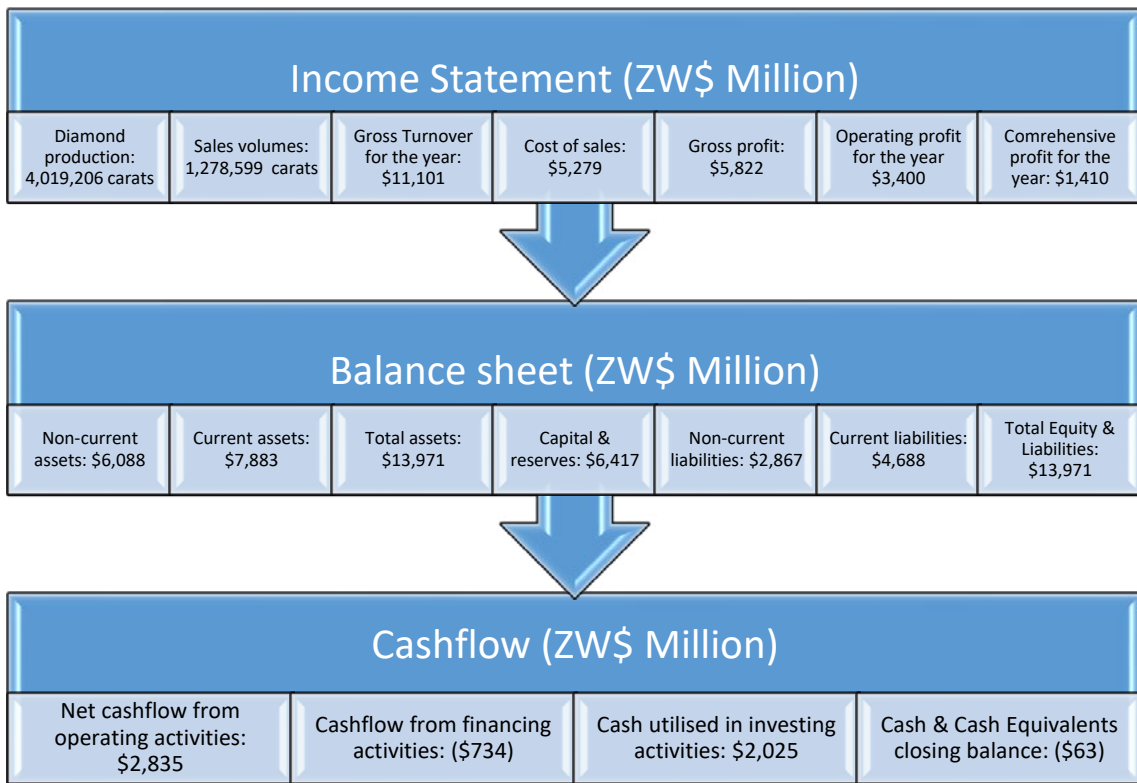 Income Statement (ZW$ Million)
Diamond
production:
4,019,206 carats
Sales volumes:
1,278,599 carats
Gross Turnover
for the year:
$11,101
Cost of sales:
$5,279
Gross profit:
$5,822
Operating profit
for the year
$3,400
Comrehensive
profit for the
year: $1,410
Balance sheet (ZW$ Million)
Non-current
assets: $6,088
Current assets:
$7,883
Total assets:
$13,971
Capital &
reserves: $6,417
Non-current
liabilities: $2,867
Current liabilities:
$4,688
Total Equity &
Liabilities:
$13,971
Cashflow (ZW$ Million)
Net cashflow from
operating activities:
$2,835
Cashflow from financing
activities: ($734)
Cash utilised in investing
activities: $2,025
Cash & Cash Equivalents
closing balance: ($63)